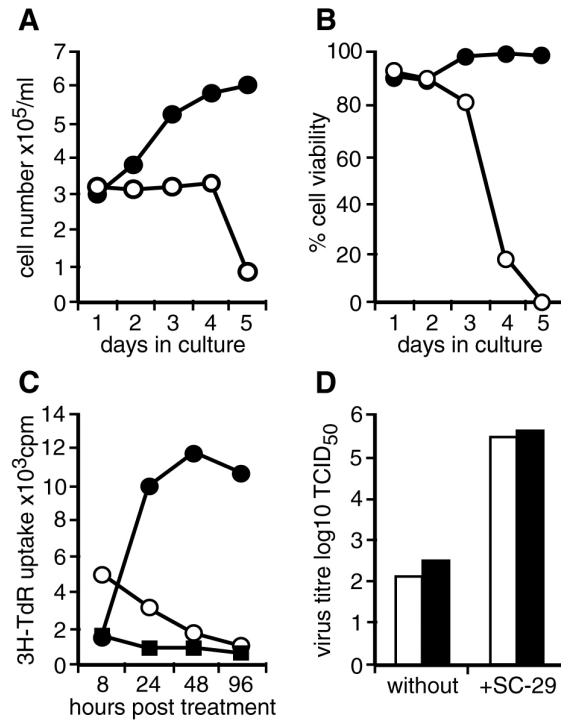 A
cell number x10⁵/ml
7
6
5
4
3
2
1
0
1 2 3 4 5
days in culture
B
% cell viability
100
80
60
40
20
0
1 2 3 4 5
days in culture
C
3H-TdR uptake x10³cpm
14
12
10
8
6
4
2
0
8 24 48 96
hours post treatment
D
virus titre log10 TCID₅₀
6
5
4
3
2
1
0
without +SC-29